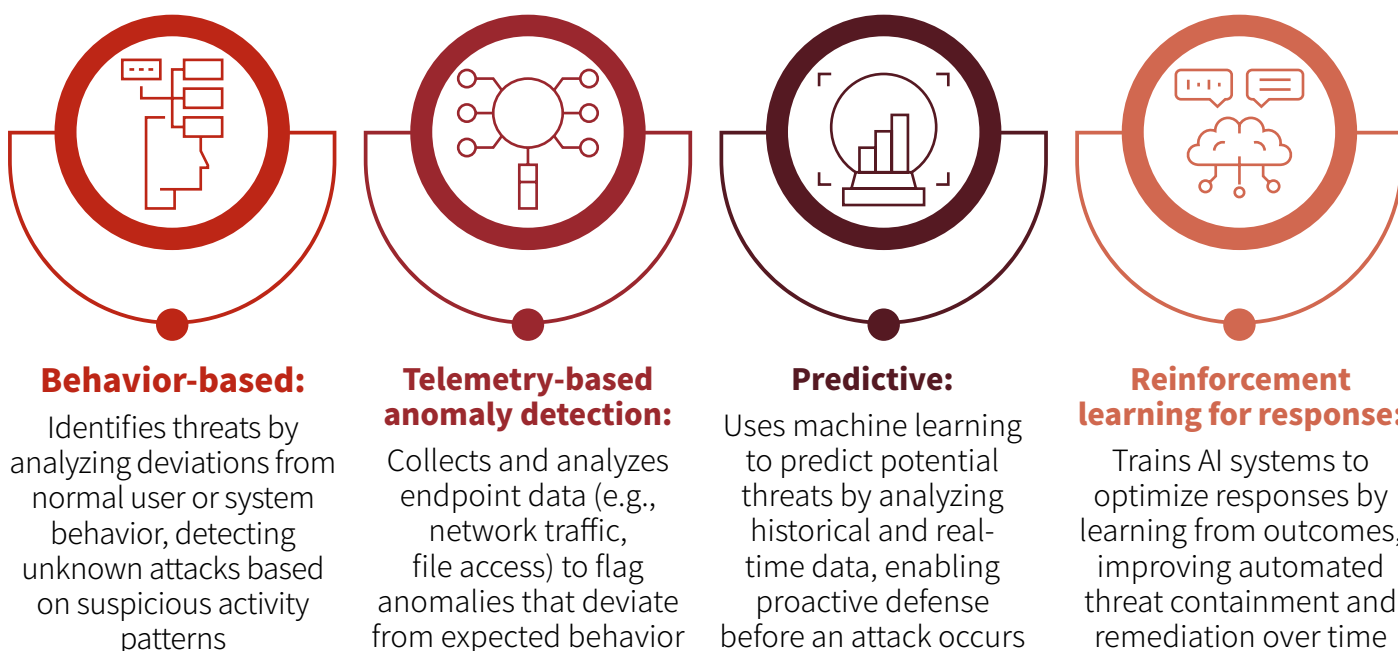 Behavior-based:
Identifies threats by
analyzing deviations from
normal user or system
behavior, detecting
unknown attacks based
on suspicious activity
patterns
Telemetry-based
anomaly detection:
Collects and analyzes
endpoint data (e.g.,
network traffic,
file access) to flag
anomalies that deviate
from expected behavior
Predictive:
Uses machine learning
to predict potential
threats by analyzing
historical and real-
time data, enabling
proactive defense
before an attack occurs
Reinforcement
learning for response:
Trains AI systems to
optimize responses by
learning from outcomes,
improving automated
threat containment and
remediation over time